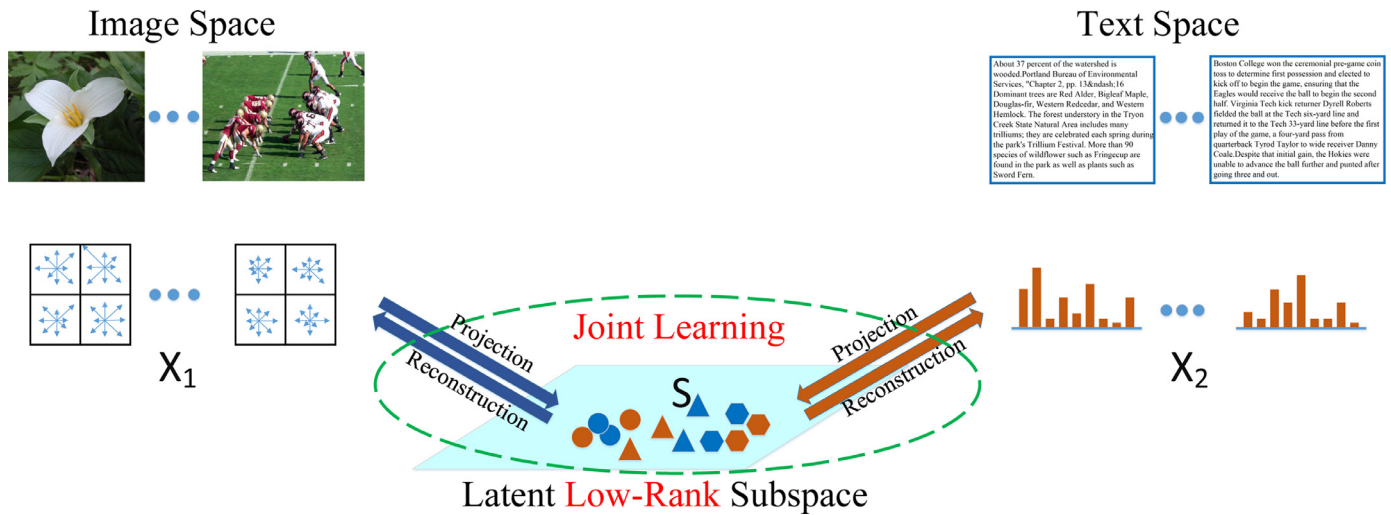 Image Space
Text Space
About 37 percent of the watershed is
wooded.Portland Bureau of Environmental
Services, "Chapter 2, pp. 13&ndash;16
Dominant trees are Red Alder, Bigleaf Maple,
Douglas-fir, Western Redcedar, and Western
Hemlock. The forest understory in the Tryon
Creek State Natural Area includes many
trilliums; they are celebrated each spring during
the park's Trillium Festival. More than 90
species of wildflower such as Fringecup are
found in the park as well as plants such as
Sword Fern.
Boston College won the ceremonial pre-game coin
toss to determine first possession and elected to
kick off to begin the game, ensuring that the
Eagles would receive the ball to begin the second
half. Virginia Tech kick returner Dyrell Roberts
fielded the ball at the Tech six-yard line and
returned it to the Tech 33-yard line before the first
play of the game, a four-yard pass from
quarterback Tyrod Taylor to wide receiver Danny
Coale.Despite that initial gain, the Hokies were
unable to advance the ball further and punted after
going three and out.
X1
Projection
Reconstruction
Joint Learning
S
Projection
Reconstruction
X2
Latent Low-Rank Subspace